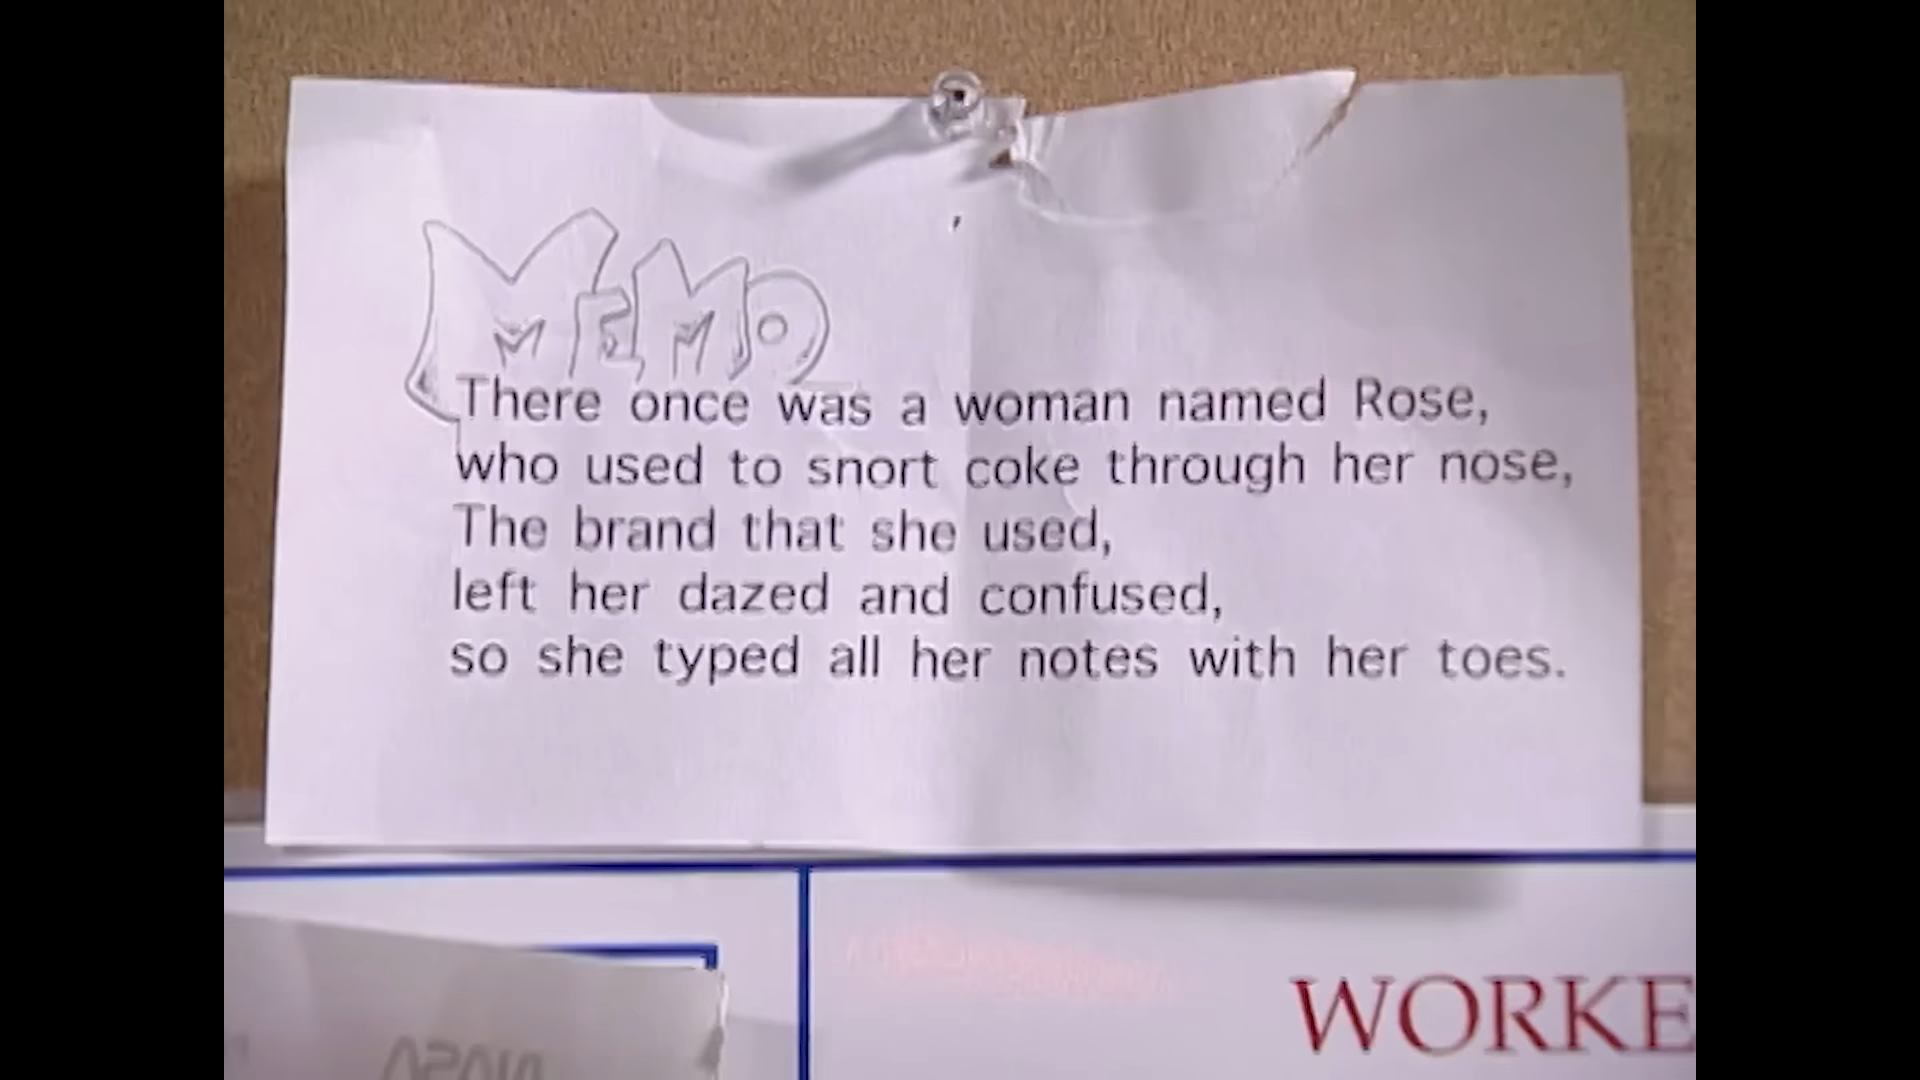 MEMO
There once was a woman named Rose,
who used to snort coke through her nose,
The brand that she used,
left her dazed and confused,
so she typed all her notes with her toes.
WORKE